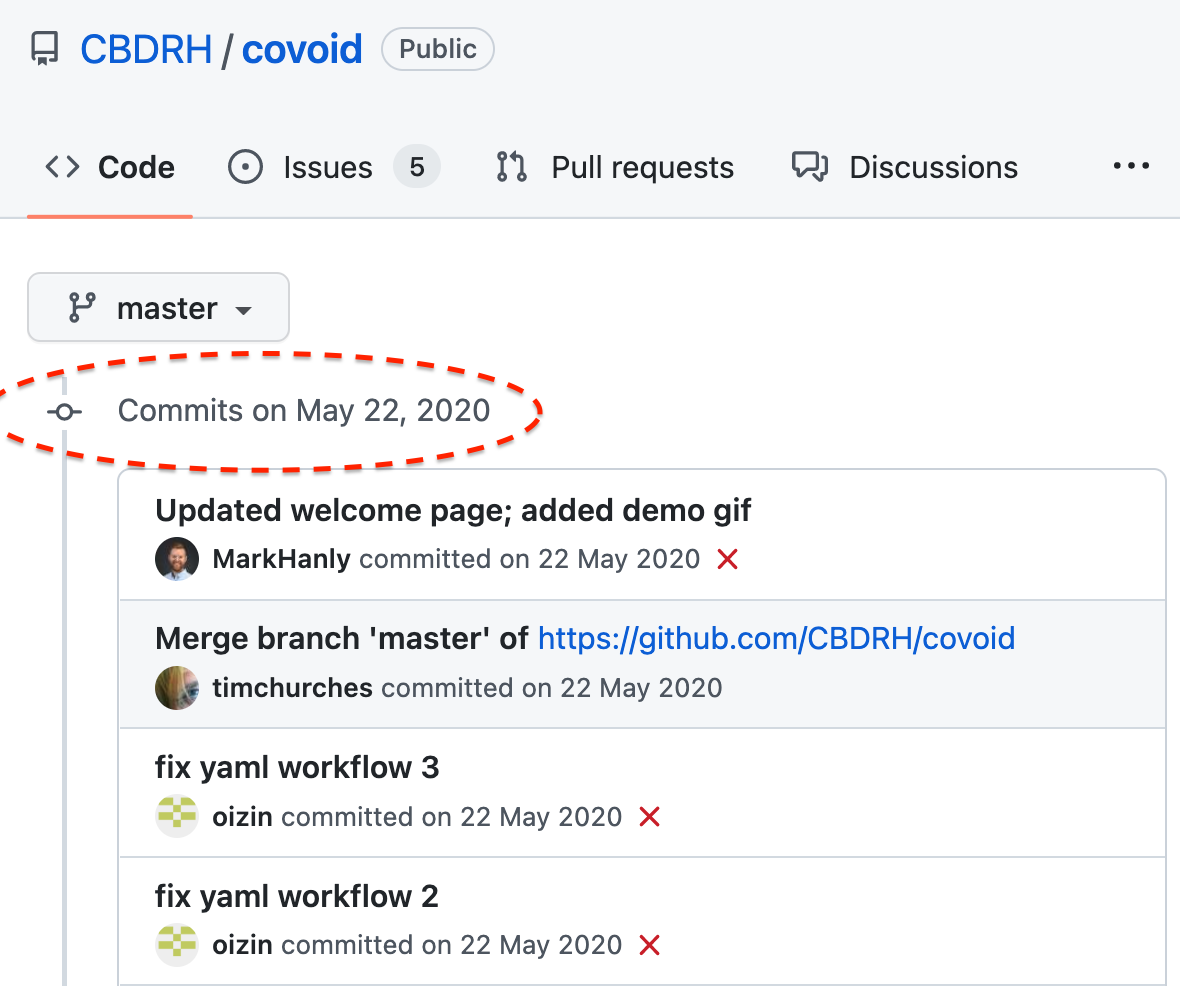 CBDRH / covoid Public
Code Issues 5 Pull requests Discussions
master
Commits on May 22, 2020
Updated welcome page; added demo gif
MarkHanly committed on 22 May 2020
Merge branch 'master' of https://github.com/CBDRH/covoid
timchurches committed on 22 May 2020
fix yaml workflow 3
oizin committed on 22 May 2020
fix yaml workflow 2
oizin committed on 22 May 2020